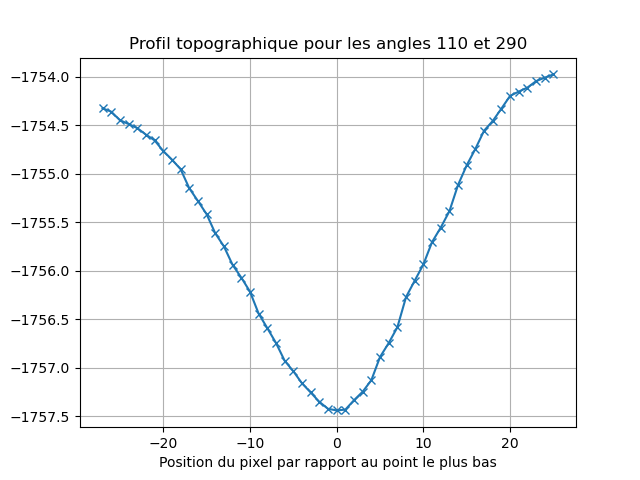 Profil topographique pour les angles 110 et 290
−1754.0
−1754.5
−1755.0
−1755.5
−1756.0
−1756.5
−1757.0
−1757.5
−20 −10 0 10 20
Position du pixel par rapport au point le plus bas